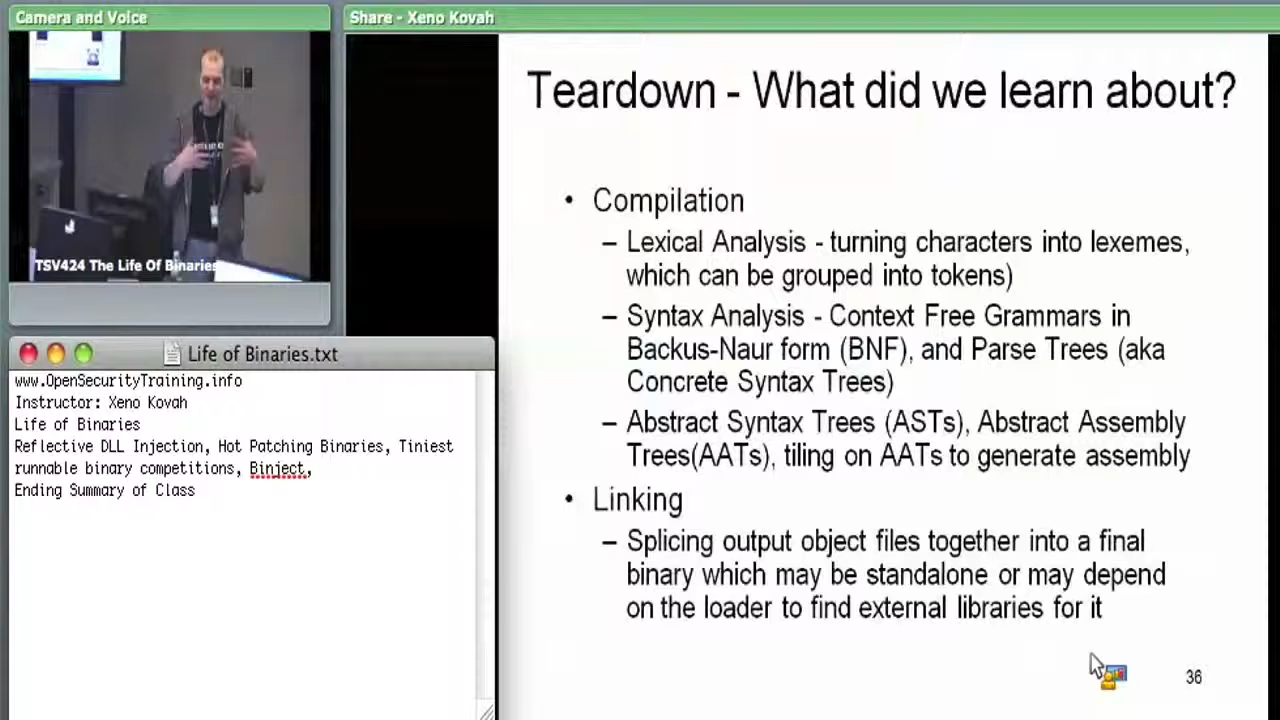 Camera and Voice
TSV424 The Life Of Binaries
Share - Xeno Kovah
Life of Binaries.txt
www.OpenSecurityTraining.info
Instructor: Xeno Kovah
Life of Binaries
Reflective DLL Injection, Hot Patching Binaries, Tiniest
runnable binary competitions, Binject,
Ending Summary of Class
Teardown - What did we learn about?
• Compilation
– Lexical Analysis - turning characters into lexemes,
which can be grouped into tokens)
– Syntax Analysis - Context Free Grammars in
Backus-Naur form (BNF), and Parse Trees (aka
Concrete Syntax Trees)
– Abstract Syntax Trees (ASTs), Abstract Assembly
Trees(AATs), tiling on AATs to generate assembly
• Linking
– Splicing output object files together into a final
binary which may be standalone or may depend
on the loader to find external libraries for it
36